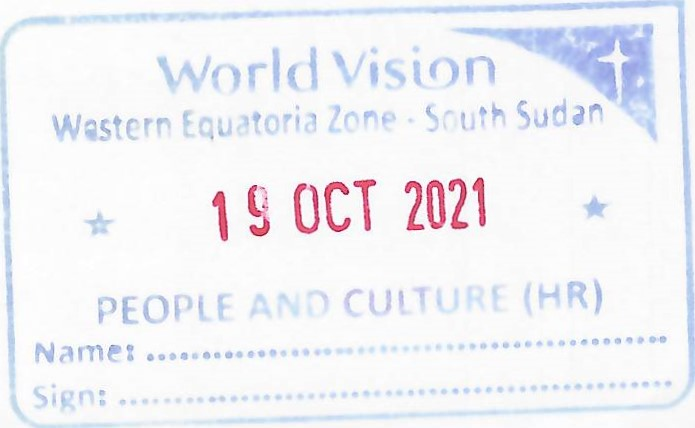 World Vision
Western Equatoria Zone - South Sudan
19 OCT 2021
PEOPLE AND CULTURE (HR)
Name: ........................................................
Sign: ............................................................